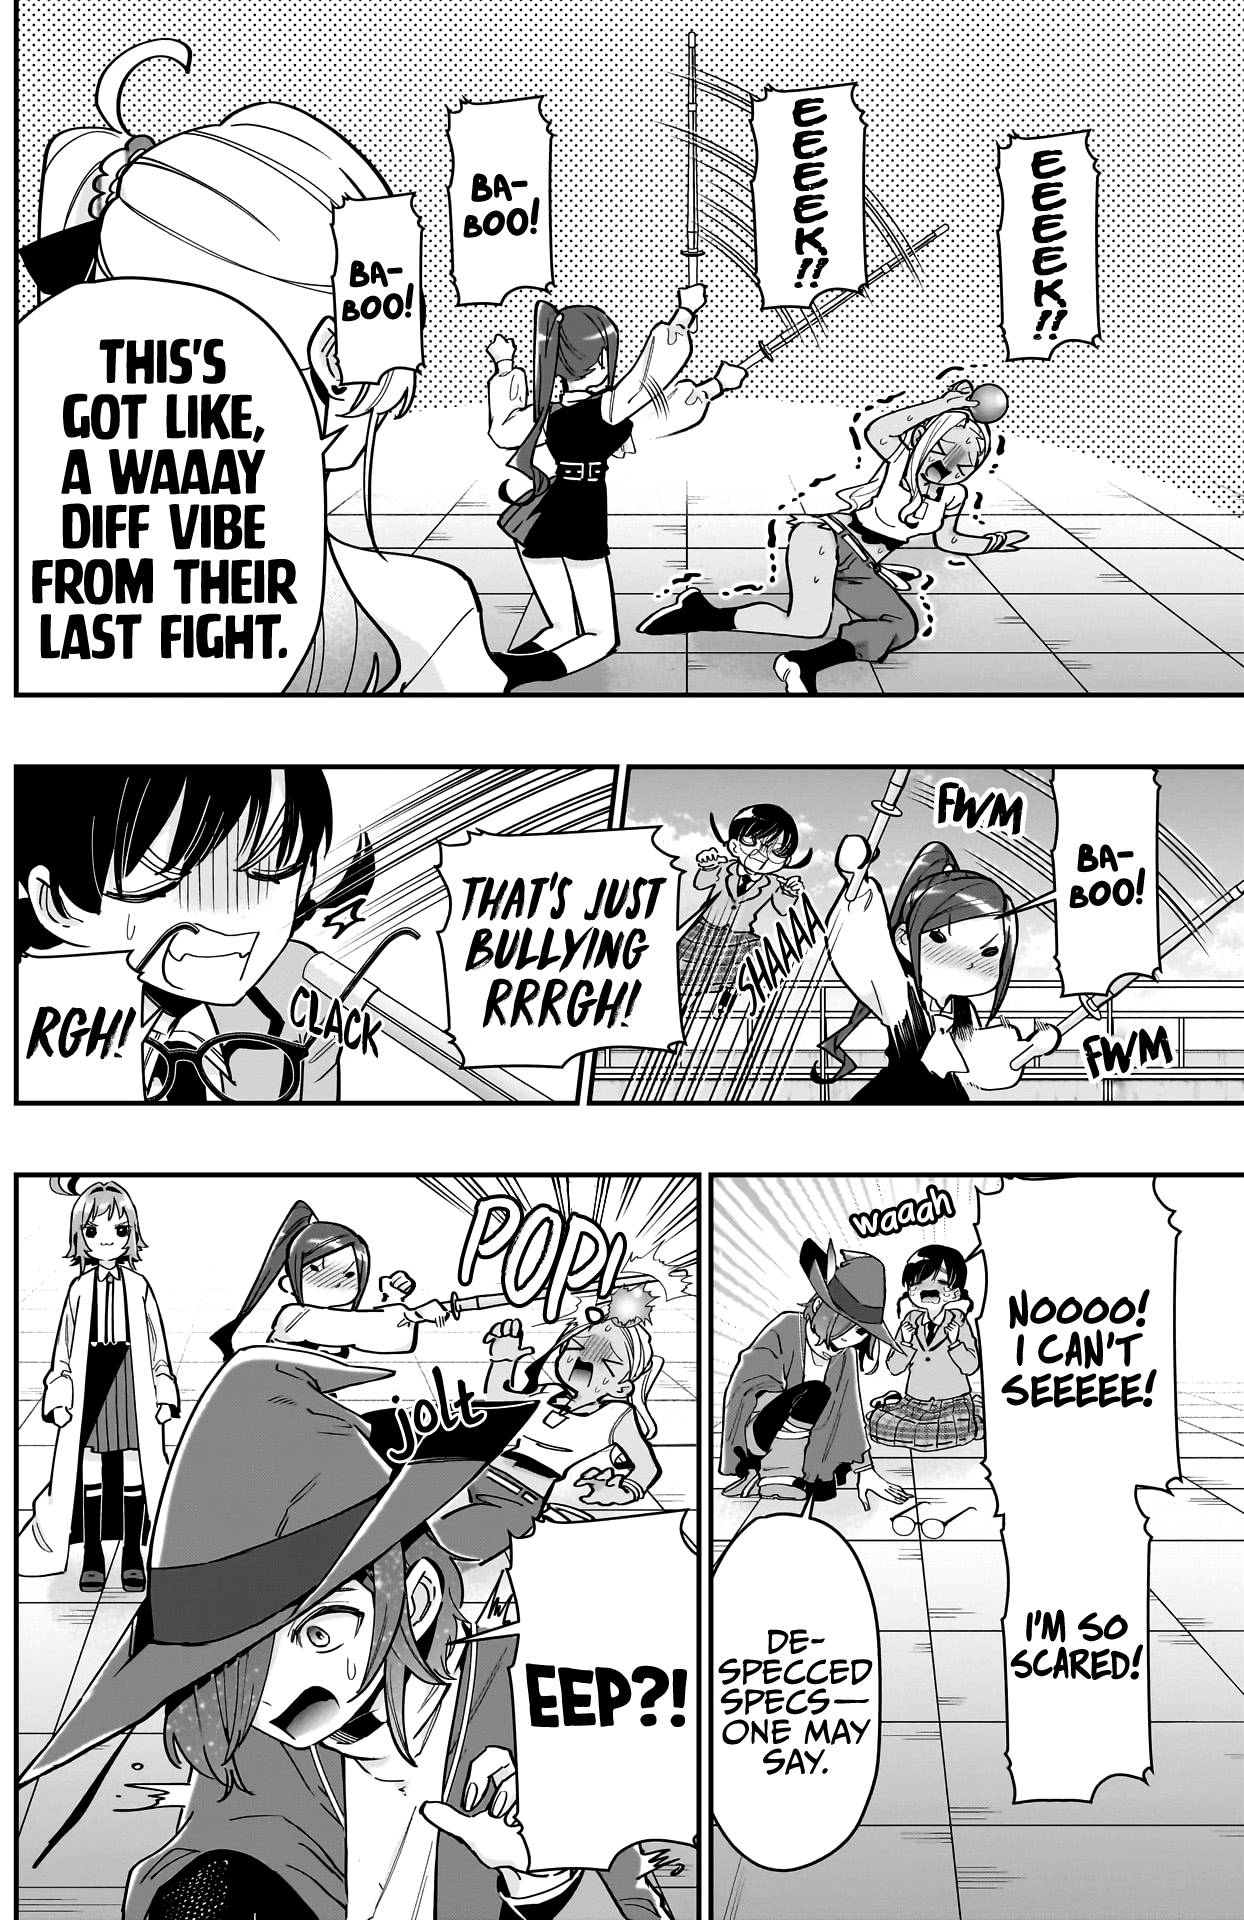 EEEEEK!!
EEEEEK!!
BA-
BOO!
BA-
BOO!
THIS'S
GOT LIKE,
A WAAAY
DIFF VIBE
FROM THEIR
LAST FIGHT.
BA-
BOO!
FWM
FWM
SHAAAA
THAT'S JUST
BULLYING
RRRGH!
CLACK
RGH!
NOOOO!
I CAN'T
SEEEEE!
I'M SO
SCARED!
waaah
DE-
SPECCED
SPECS—
ONE MAY
SAY.
POP!
jolt
EEP?!